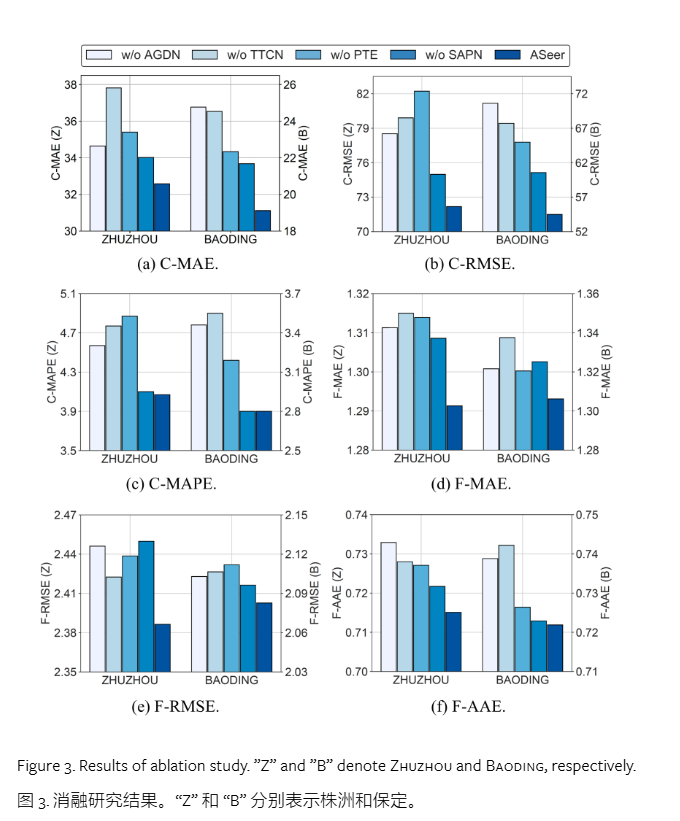 w/o AGDN w/o TTCN w/o PTE w/o SAPN ASeer
38 36 34 32 30
C-MAE (Z)
26 24 22 20 18
C-MAE (B)
ZHUZHOU BAODING
(a) C-MAE.
82 79 76 73 70
C-RMSE (Z)
72 67 62 57 52
C-RMSE (B)
ZHUZHOU BAODING
(b) C-RMSE.
5.1 4.7 4.3 3.9 3.5
C-MAPE (Z)
3.7 3.4 3.1 2.8 2.5
C-MAPE (B)
ZHUZHOU BAODING
(c) C-MAPE.
1.32 1.31 1.30 1.29 1.28
F-MAE (Z)
1.36 1.34 1.32 1.30 1.28
F-MAE (B)
ZHUZHOU BAODING
(d) F-MAE.
2.47 2.44 2.41 2.38 2.35
F-RMSE (Z)
2.15 2.12 2.09 2.06 2.03
F-RMSE (B)
ZHUZHOU BAODING
(e) F-RMSE.
0.74 0.73 0.72 0.71 0.70
F-AAE (Z)
0.75 0.74 0.73 0.72 0.71
F-AAE (B)
ZHUZHOU BAODING
(f) F-AAE.
Figure 3. Results of ablation study. ”Z” and ”B” denote Zhuzhou and Baoding, respectively.
图 3. 消融研究结果。“Z” 和 “B” 分别表示株洲和保定。